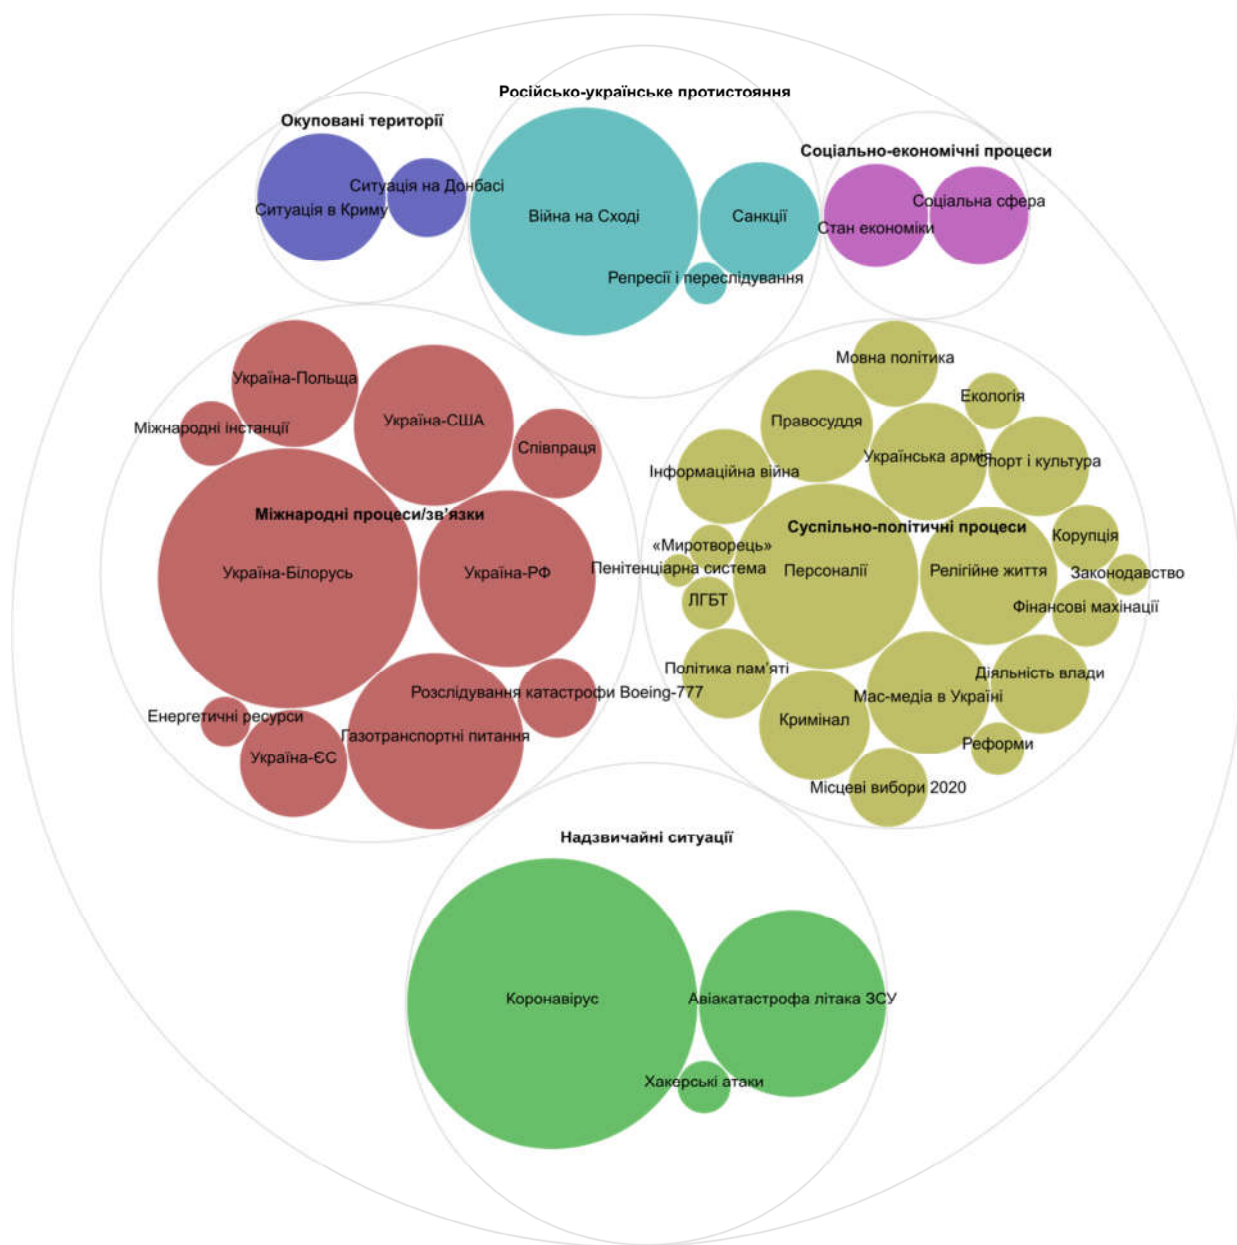 Російсько-українське протистояння
Окуповані території
Соціально-економічні процеси
Ситуація на Донбасі
Ситуація в Криму
Війна на Сході
Санкції
Репресії і переслідування
Соціальна сфера
Стан економіки
Україна-Польща
Міжнародні інстанції
Україна-США
Співпраця
Міжнародні процеси/зв’язки
Україна-Білорусь
Україна-РФ
Розслідування катастрофи Boeing-777
Енергетичні ресурси
Газотранспортні питання
Україна-ЄС
Мовна політика
Екологія
Правосуддя
Українська армія
Спорт і культура
Інформаційна війна
Суспільно-політичні процеси
Корупція
«Миротворець»
Пенітенціарна система
Персоналії
Релігійне життя
Законодавство
ЛГБТ
Фінансові махінації
Політика пам’яті
Діяльність влади
Мас-медіа в Україні
Кримінал
Реформи
Місцеві вибори 2020
Надзвичайні ситуації
Коронавірус
Авіакатастрофа літака ЗСУ
Хакерські атаки